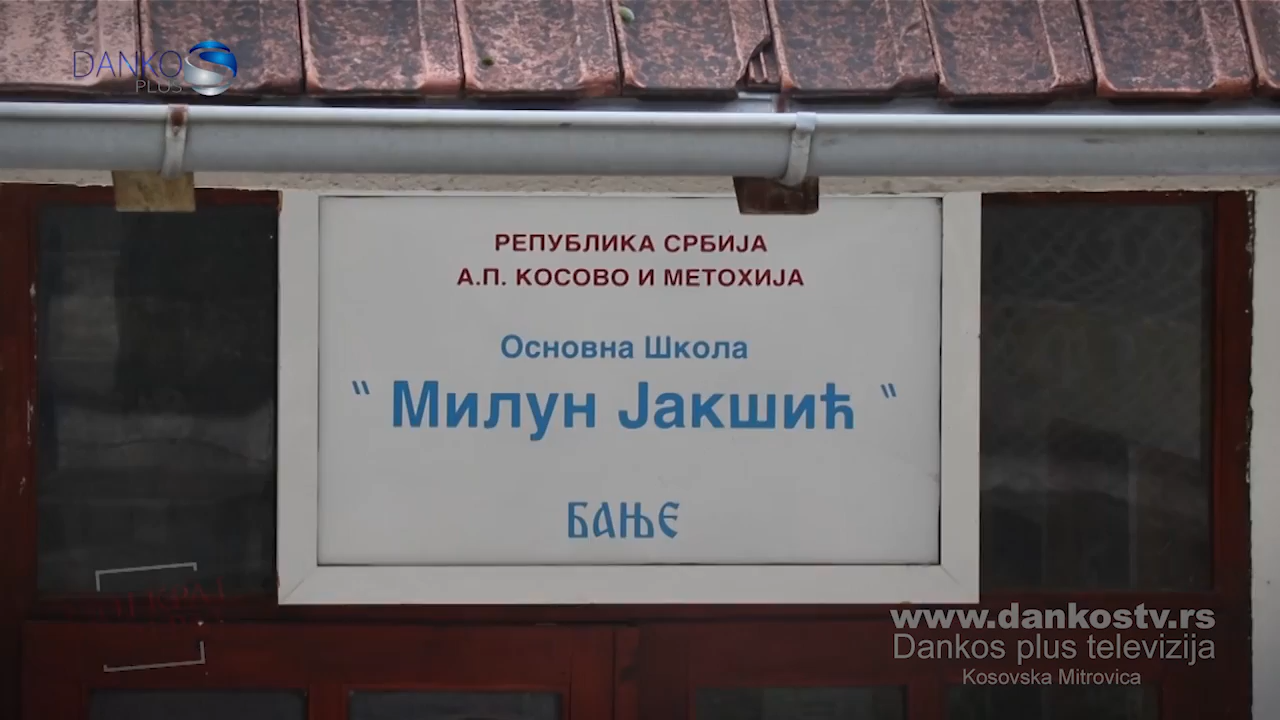 DANKOS
PLUS
РЕПУБЛИКА СРБИЈА
А.П. КОСОВО И МЕТОХИЈА
Основна Школа
" Милун Јакшић "
БАЊЕ
www.dankostv.rs
Dankos plus televizija
Kosovska Mitrovica